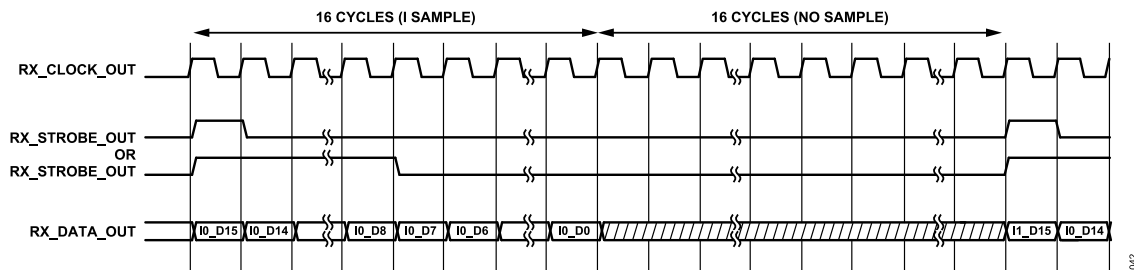 16 CYCLES (I SAMPLE)
16 CYCLES (NO SAMPLE)
RX_CLOCK_OUT
RX_STROBE_OUT
OR
RX_STROBE_OUT
RX_DATA_OUT
I0_D15
I0_D14
I0_D8
I0_D7
I0_D6
I0_D0
I1_D15
I0_D14
042